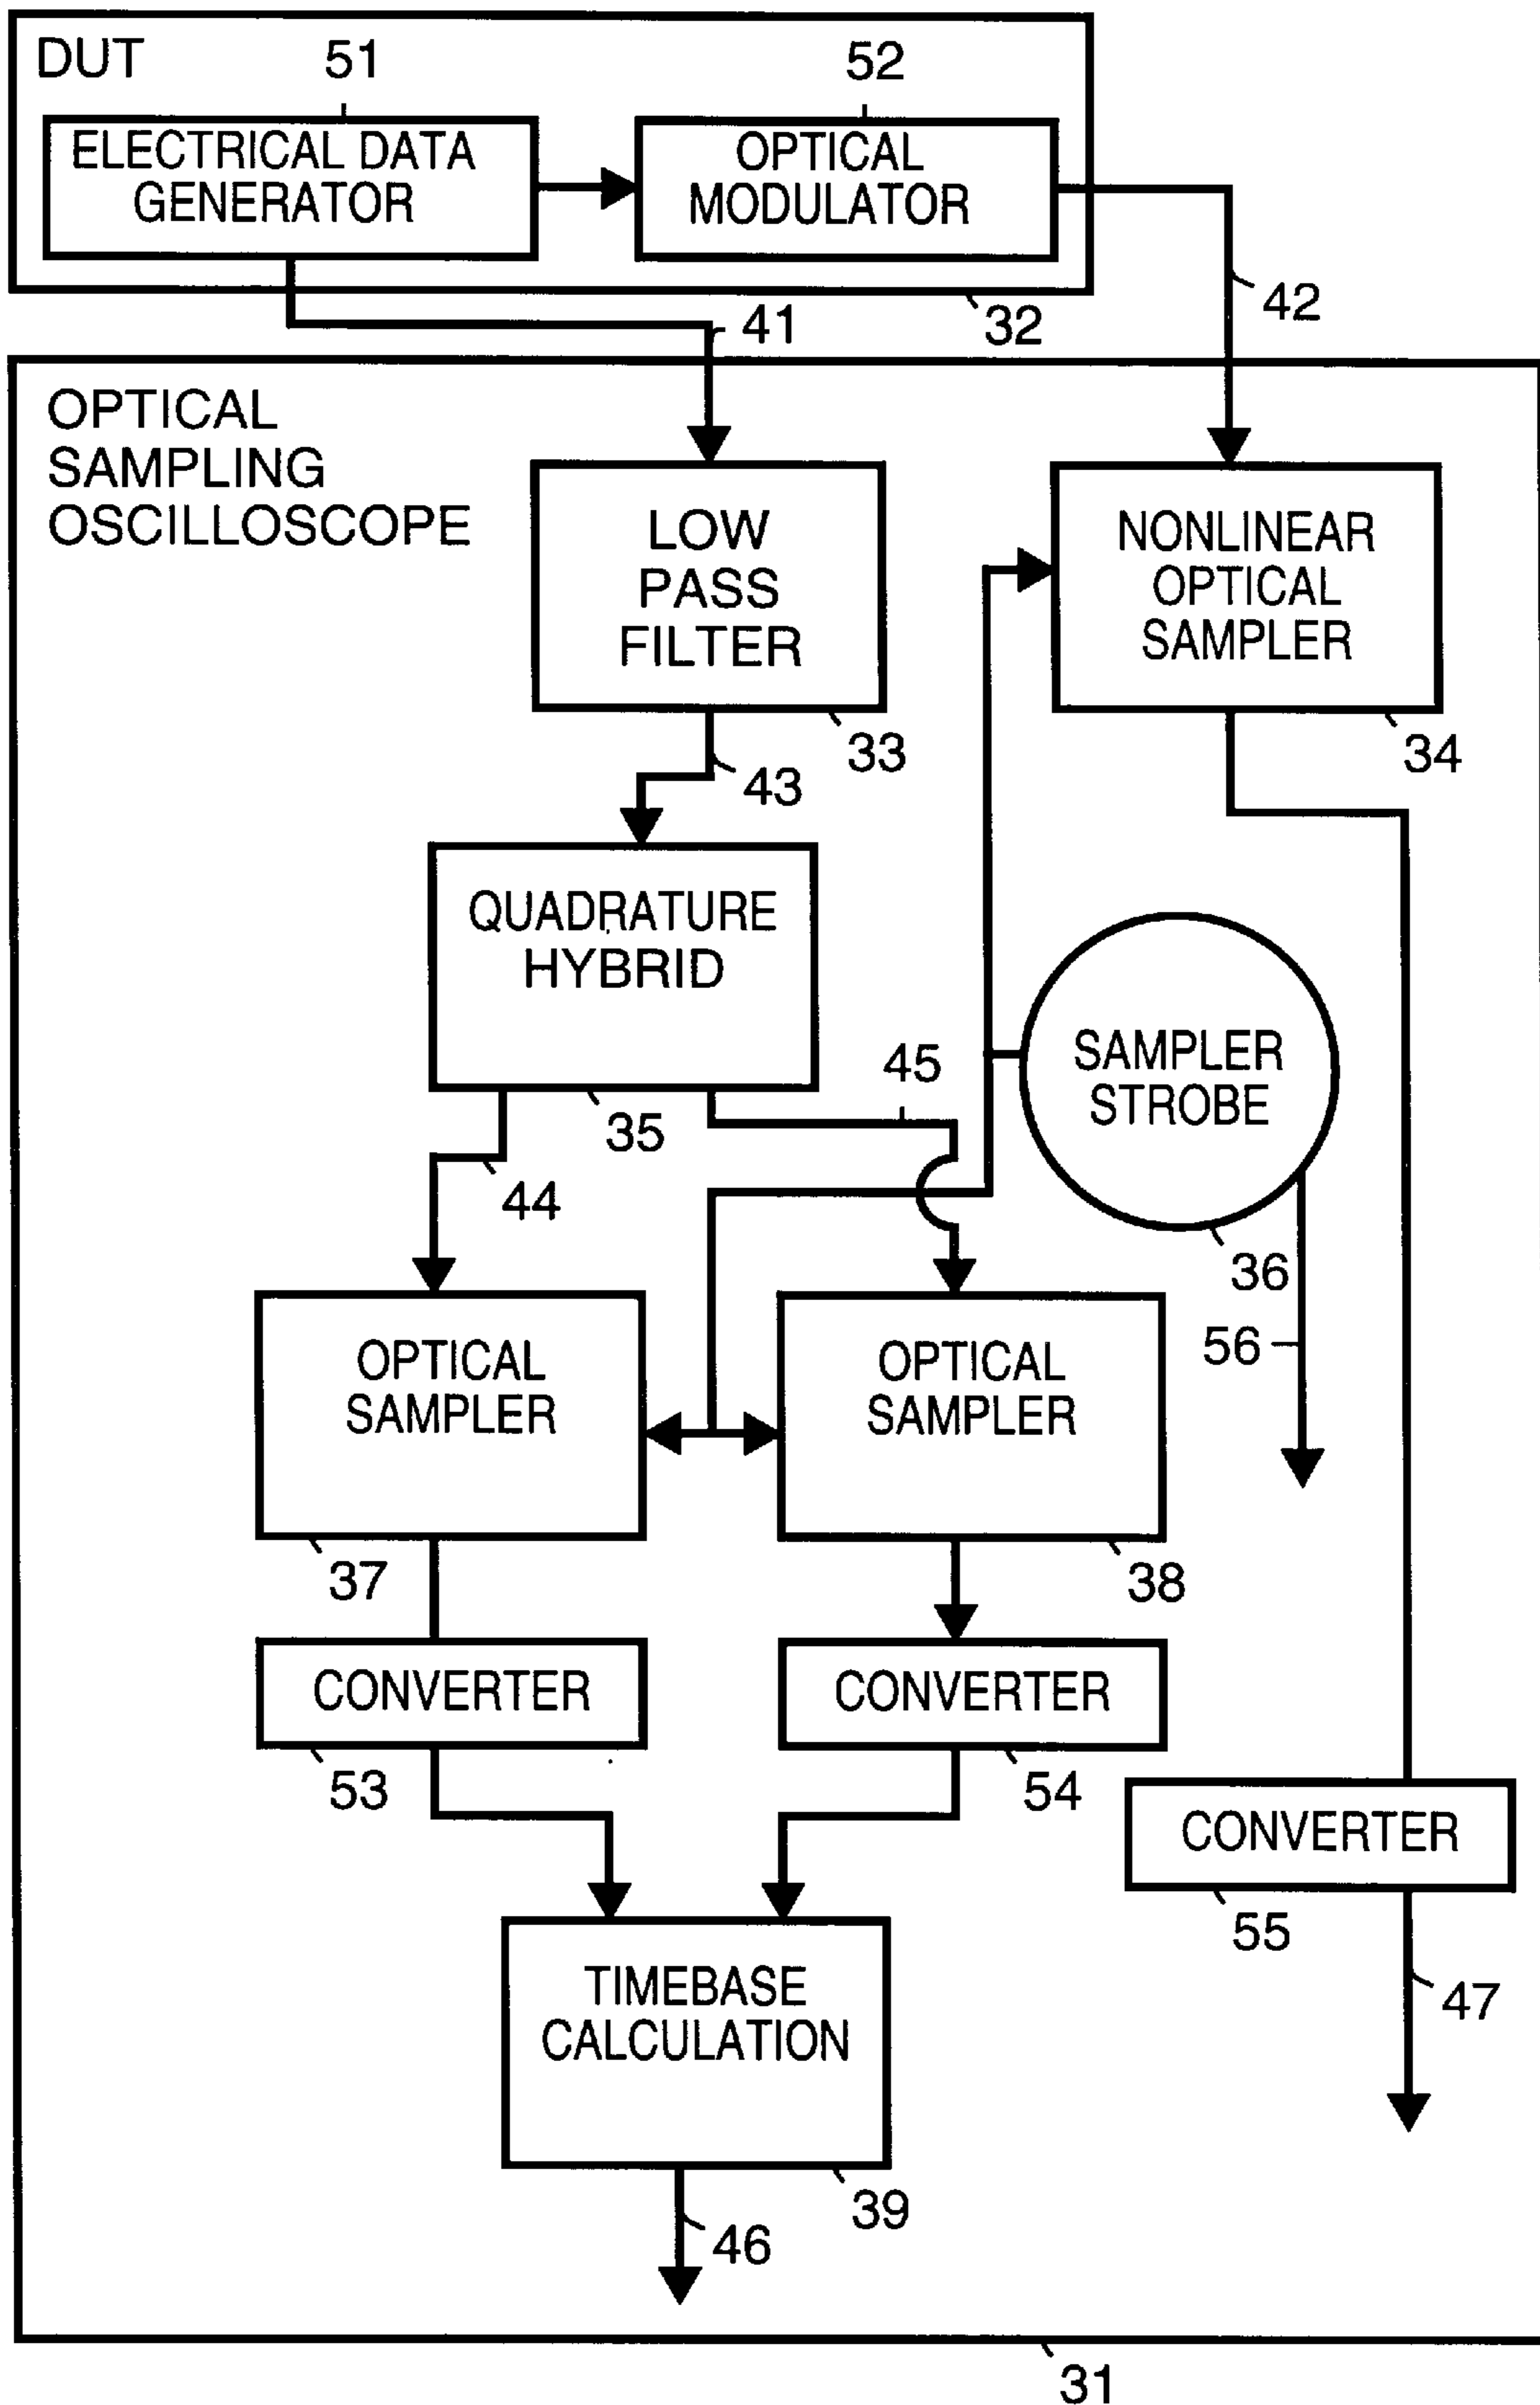 DUT
51
52
ELECTRICAL DATA
GENERATOR
OPTICAL
MODULATOR
42
32
41
OPTICAL
SAMPLING
OSCILLOSCOPE
LOW
PASS
FILTER
NONLINEAR
OPTICAL
SAMPLER
33
34
43
QUADRATURE
HYBRID
SAMPLER
STROBE
45
35
44
36
56
OPTICAL
SAMPLER
OPTICAL
SAMPLER
37
38
CONVERTER
CONVERTER
53
54
CONVERTER
55
TIMEBASE
CALCULATION
47
39
46
31